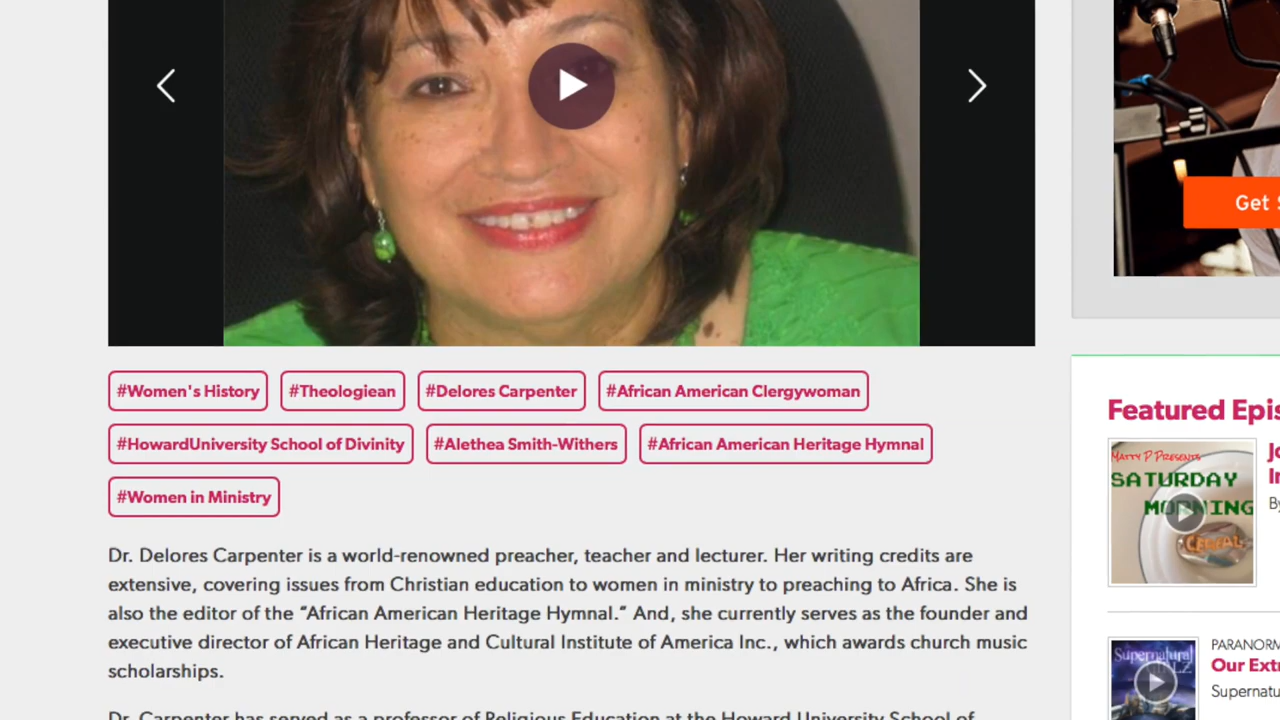 #Women's History #Theologiean #Delores Carpenter #African American Clergywoman
#HowardUniversity School of Divinity #Alethea Smith-Withers #African American Heritage Hymnal
#Women in Ministry
Dr. Delores Carpenter is a world-renowned preacher, teacher and lecturer. Her writing credits are
extensive, covering issues from Christian education to women in ministry to preaching to Africa. She is
also the editor of the “African American Heritage Hymnal.” And, she currently serves as the founder and
executive director of African Heritage and Cultural Institute of America Inc., which awards church music
scholarships.
Dr. Carpenter has served as a professor of Religious Education at the Howard University School of
Get
Featured
MATTY P PRESENTS
SATURDAY
MORNING
CEREAL
By
PARANORM
Our
Supernatural